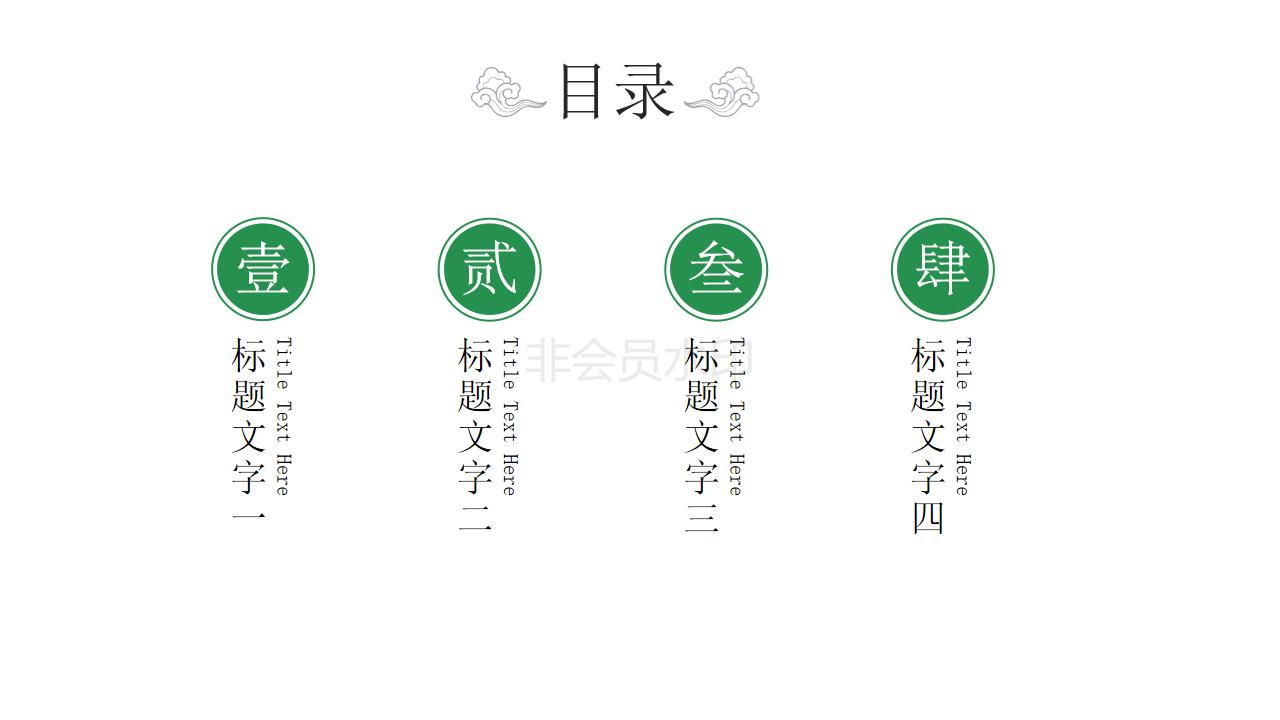 目录
壹
标题文字一
Title Text Here
贰
标题文字二
Title Text Here
叁
标题文字三
Title Text Here
肆
标题文字四
Title Text Here
非会员水印